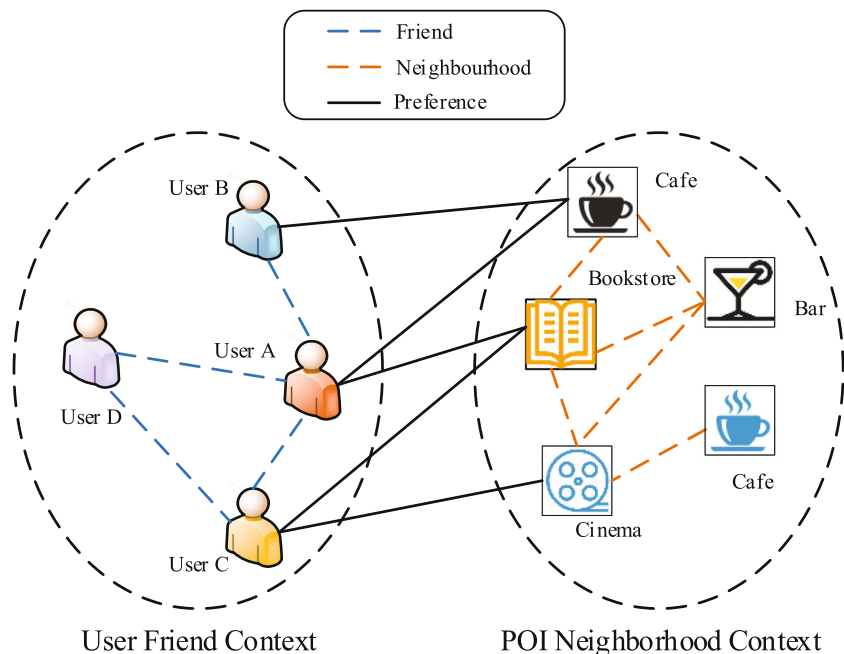 Friend
Neighbourhood
Preference
User B
Cafe
Bookstore
Bar
User A
User D
Cafe
Cinema
User C
User Friend Context
POI Neighborhood Context